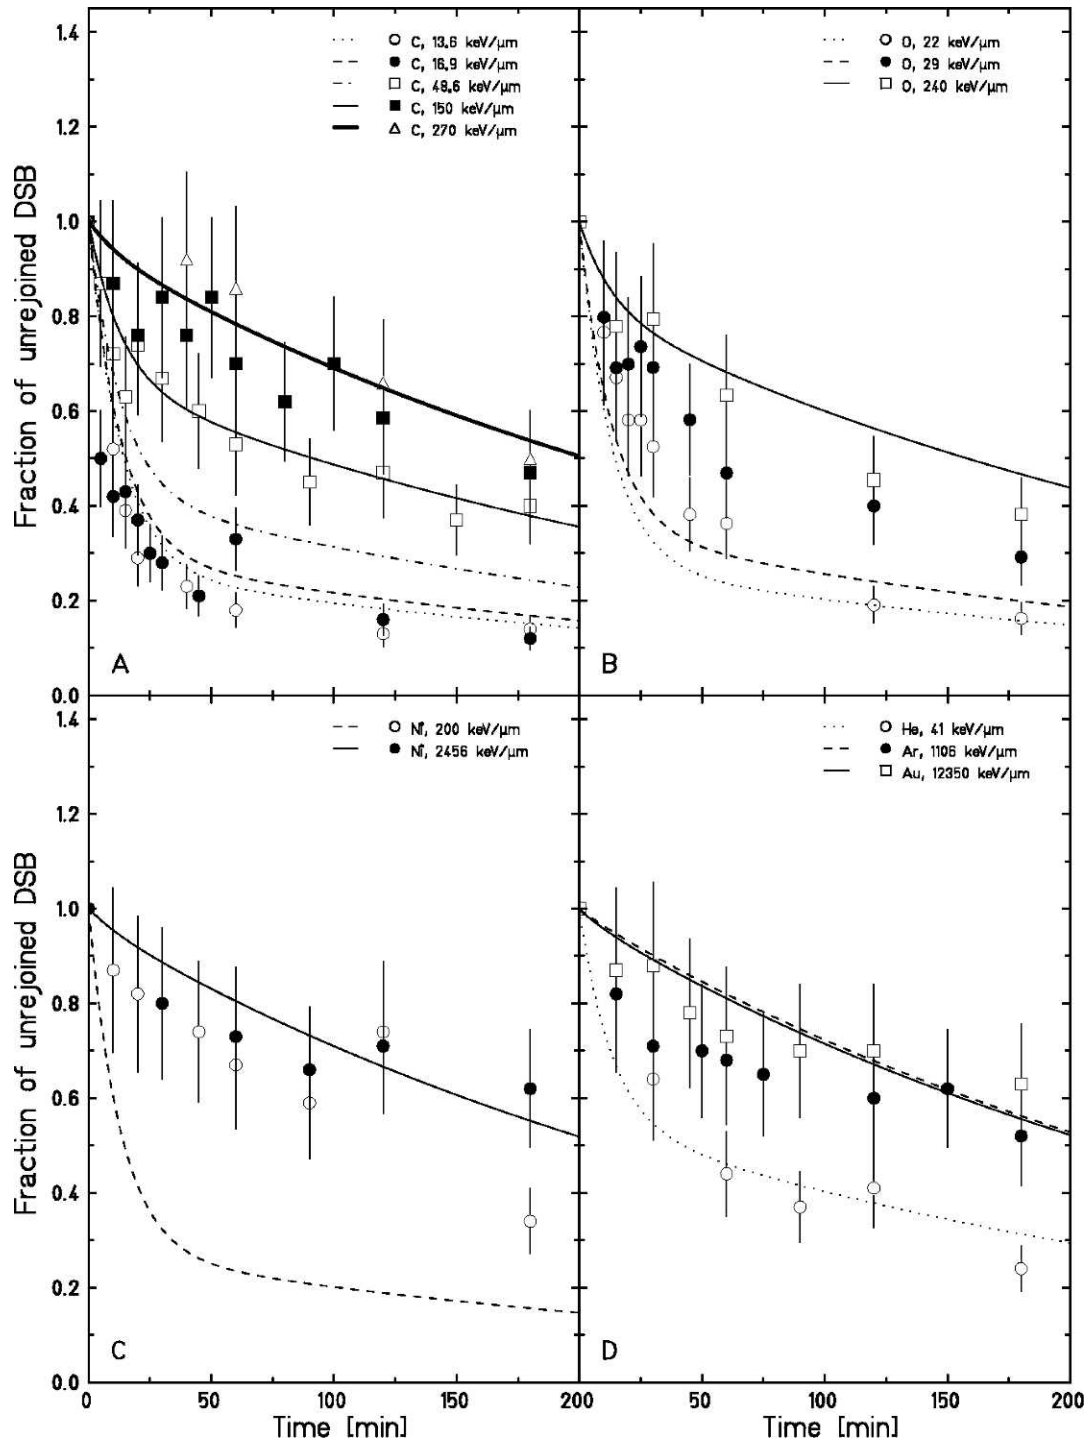 1.4
1.2
1.0
0.8
0.6
0.4
0.2
0.0
Fraction of unrejoined DSB
C, 13.6 keV/μm
C, 16.9 keV/μm
C, 48.6 keV/μm
C, 150 keV/μm
C, 270 keV/μm
A
O, 22 keV/μm
O, 29 keV/μm
O, 240 keV/μm
B
1.4
1.2
1.0
0.8
0.6
0.4
0.2
0.0
Fraction of unrejoined DSB
Ni, 200 keV/μm
Ni, 2456 keV/μm
C
He, 41 keV/μm
Ar, 1106 keV/μm
Au, 12350 keV/μm
D
0 50 100 150 200 50 100 150 200
Time [min] Time [min]